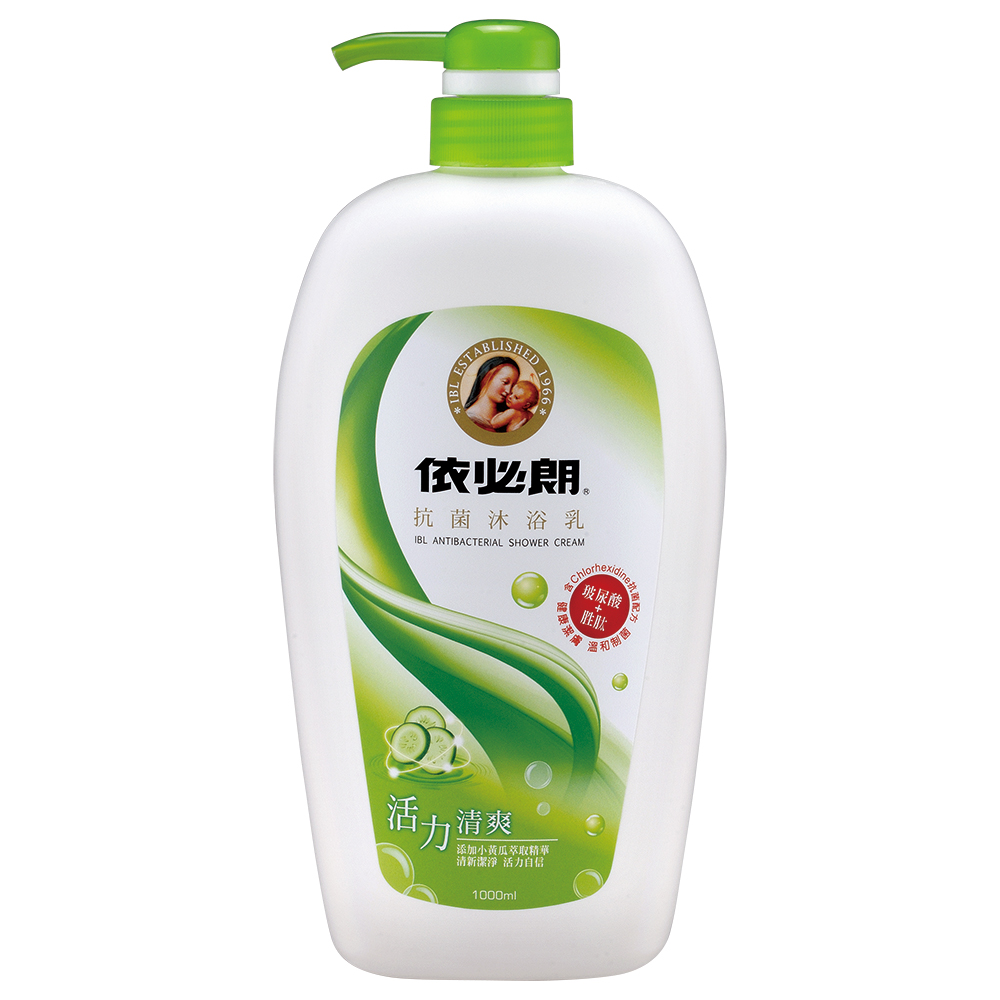 *IBL ESTABLISHED 1966*
依必朗®
抗菌沐浴乳
IBL ANTIBACTERIAL SHOWER CREAM
含Chlorhexidine抗菌配方
玻尿酸
+
胜肽
健康潔膚 溫和制菌
活力清爽
添加小黃瓜萃取精華
清新潔淨 活力自信
1000ml